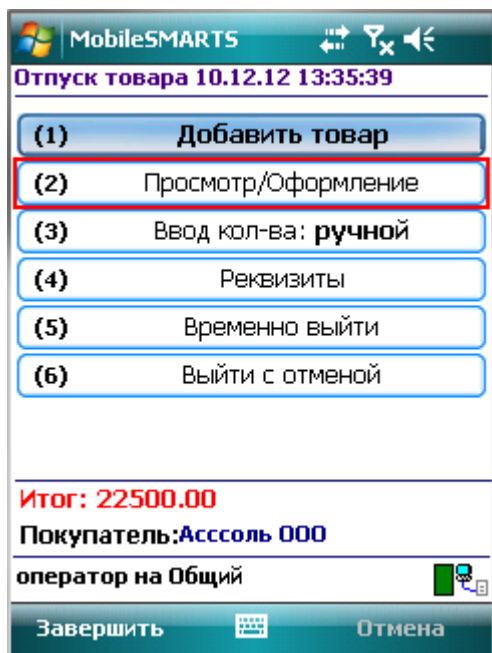 MobileSMARTS
Отпуск товара 10.12.12 13:35:39
(1) Добавить товар
(2) Просмотр/Оформление
(3) Ввод кол-ва: ручной
(4) Реквизиты
(5) Временно выйти
(6) Выйти с отменой
Итог: 22500.00
Покупатель:Асссоль ООО
оператор на Общий
Завершить Отмена